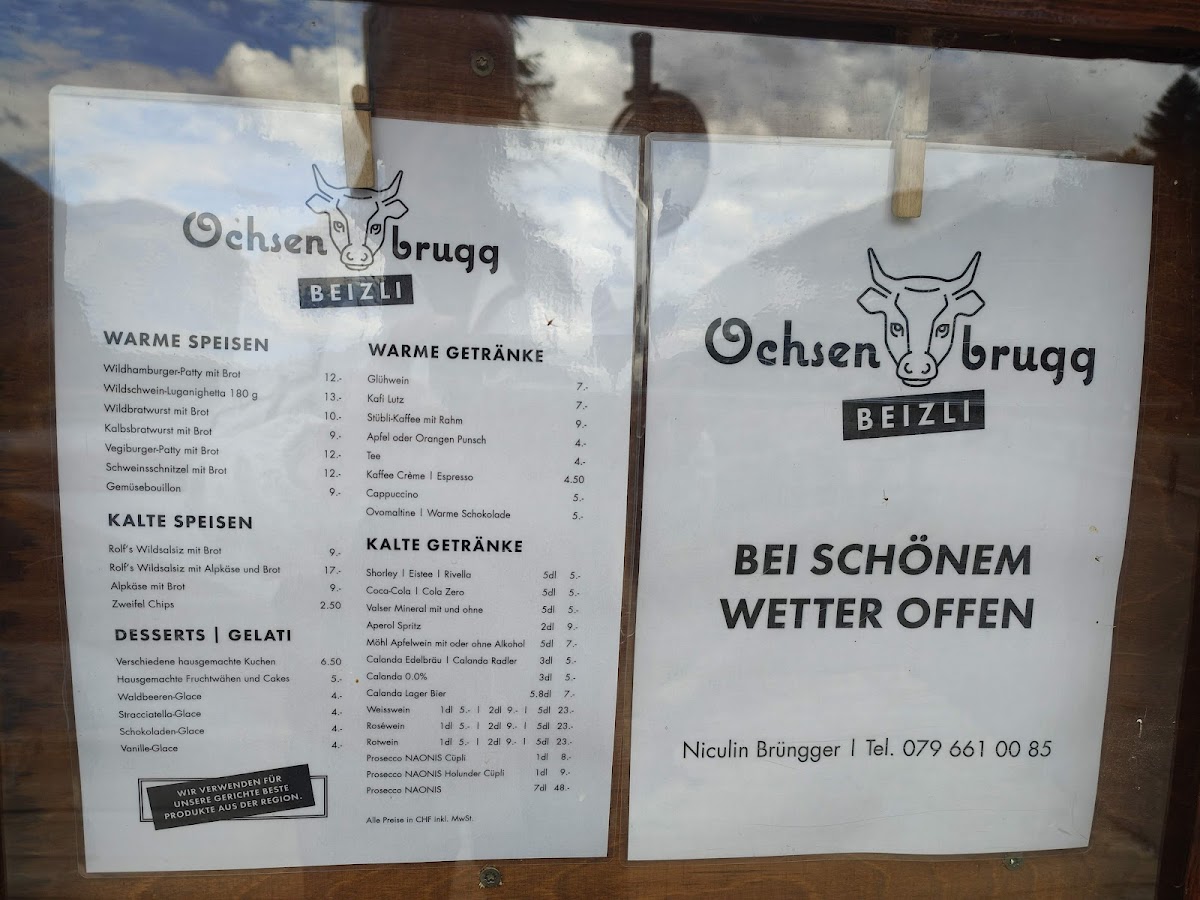 Ochsen brugg
BEIZLI
WARME SPEISEN
Wildhamburger-Patty mit Brot 12.-
Wildschwein-Luganighetta 180 g 13.-
Wildbratwurst mit Brot 10.-
Kalbsbratwurst mit Brot 9.-
Vegiburger-Patty mit Brot 12.-
Schweinsschnitzel mit Brot 12.-
Gemüsebouillon 9.-
KALTE SPEISEN
Rolf's Wildsalsiz mit Brot 9.-
Rolf's Wildsalsiz mit Alpkäse und Brot 17.-
Alpkäse mit Brot 9.-
Zweifel Chips 2.50
DESSERTS | GELATI
Verschiedene hausgemachte Kuchen 6.50
Hausgemachte Fruchtwähen und Cakes 5.-
Waldbeeren-Glace 4.-
Stracciatella-Glace 4.-
Schokoladen-Glace 4.-
Vanille-Glace 4.-
WIR VERWENDEN FÜR
UNSERE GERICHTE BESTE
PRODUKTE AUS DER REGION.
WARME GETRÄNKE
Glühwein 7.-
Kafi Lutz 7.-
Stübli-Kaffee mit Rahm 9.-
Apfel oder Orangen Punsch 4.-
Tee 4.-
Kaffee Crème | Espresso 4.50
Cappuccino 5.-
Ovomaltine | Warme Schokolade 5.-
KALTE GETRÄNKE
Shorley | Eistee | Rivella 5dl 5.-
Coca-Cola | Cola Zero 5dl 5.-
Valser Mineral mit und ohne 5dl 5.-
Aperol Spritz 2dl 9.-
Möhl Apfelwein mit oder ohne Alkohol 5dl 7.-
Calanda Edelbräu | Calanda Radler 3dl 5.-
Calanda 0.0% 3dl 5.-
Calanda Lager Bier 5.8dl 7.-
Weisswein 1dl 5.- | 2dl 9.- | 5dl 23.-
Roséwein 1dl 5.- | 2dl 9.- | 5dl 23.-
Rotwein 1dl 5.- | 2dl 9.- | 5dl 23.-
Prosecco NAONIS Cüpli 1dl 8.-
Prosecco NAONIS Holunder Cüpli 1dl 9.-
Prosecco NAONIS 7dl 48.-
Alle Preise in CHF inkl. MwSt.
Ochsen brugg
BEIZLI
BEI SCHÖNEM
WETTER OFFEN
Niculin Brüngger | Tel. 079 661 00 85